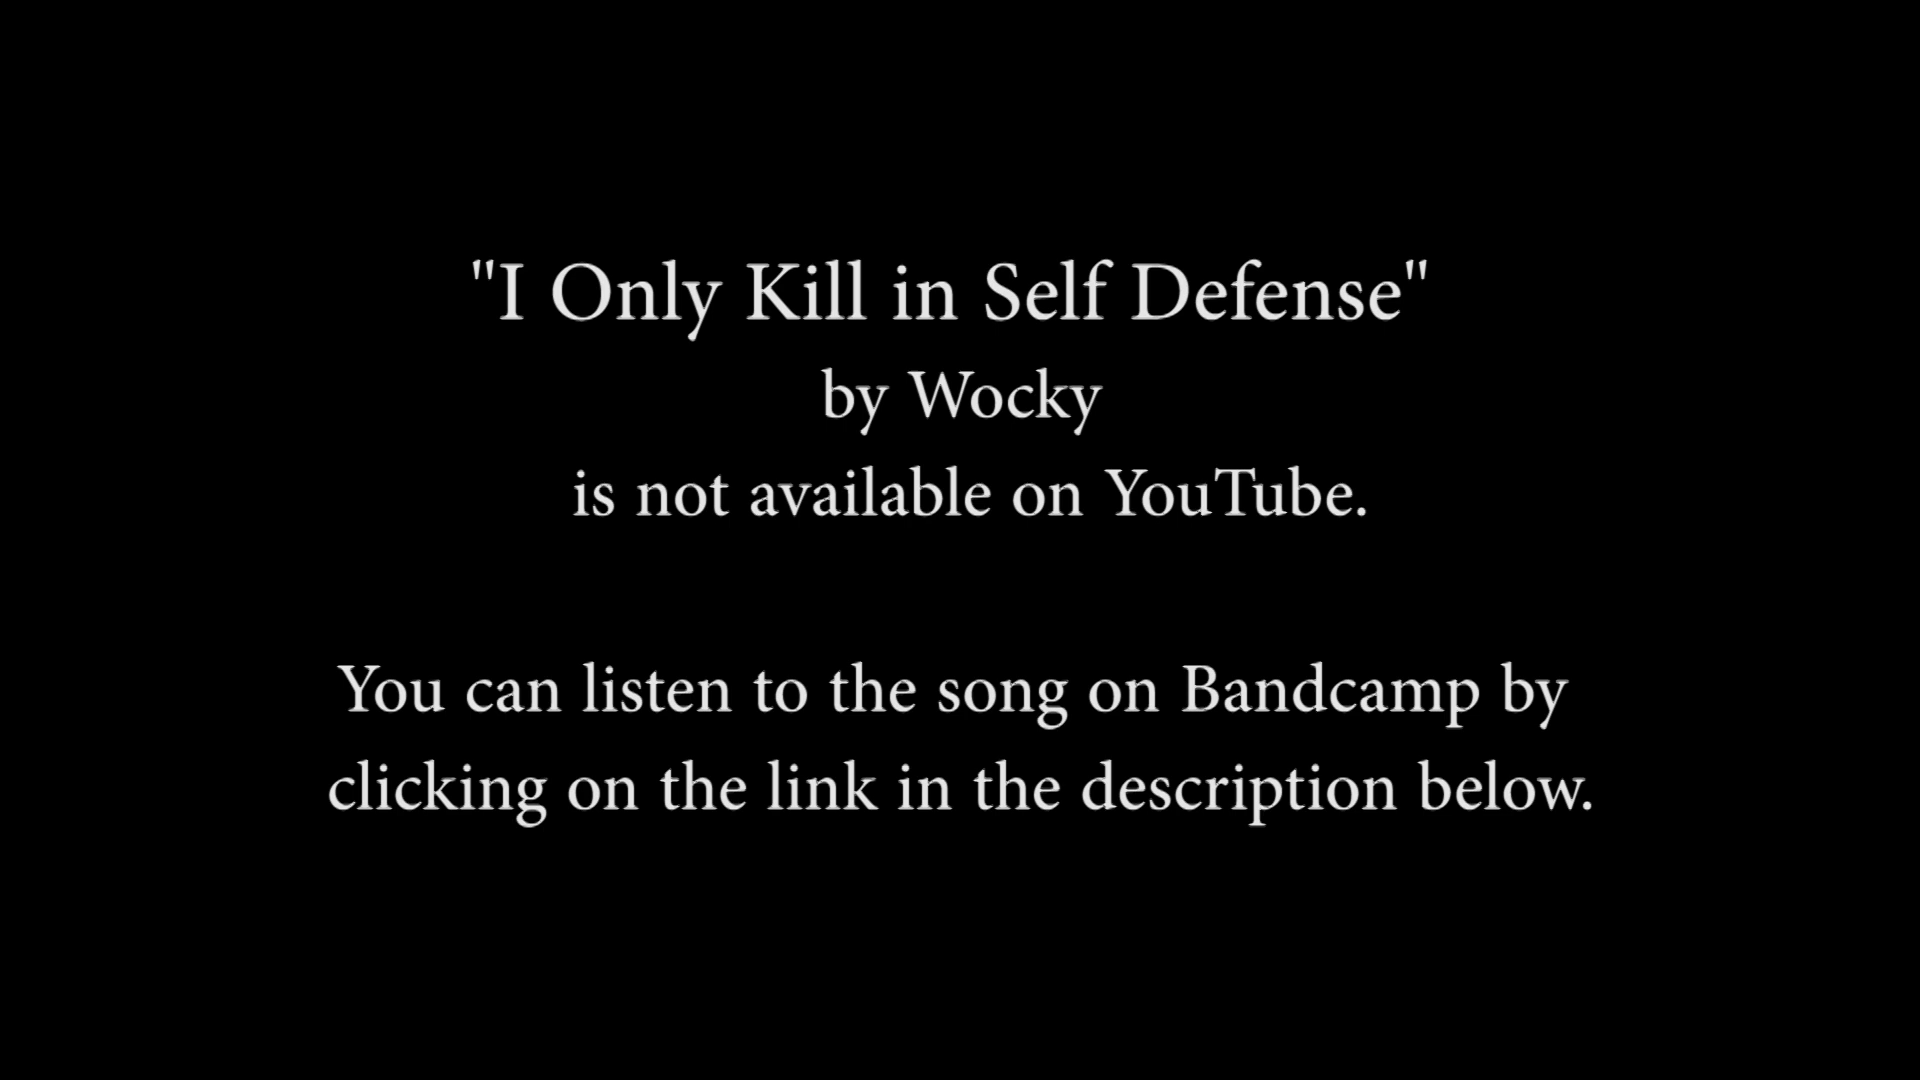 "I Only Kill in Self Defense"
by Wocky
is not available on YouTube.
You can listen to the song on Bandcamp by
clicking on the link in the description below.